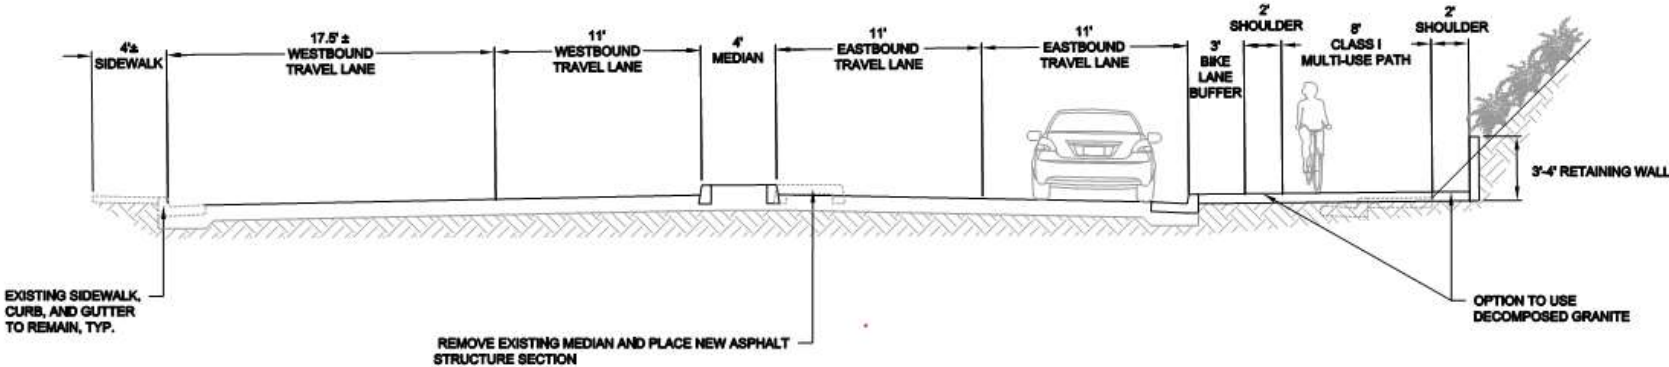 4'±
SIDEWALK
17.5' ±
WESTBOUND
TRAVEL LANE
11'
WESTBOUND
TRAVEL LANE
4'
MEDIAN
11'
EASTBOUND
TRAVEL LANE
11'
EASTBOUND
TRAVEL LANE
3'
BIKE
LANE
BUFFER
2'
SHOULDER
8'
CLASS I
MULTI-USE PATH
2'
SHOULDER
3'-4' RETAINING WALL
EXISTING SIDEWALK,
CURB, AND GUTTER
TO REMAIN, TYP.
REMOVE EXISTING MEDIAN AND PLACE NEW ASPHALT
STRUCTURE SECTION
OPTION TO USE
DECOMPOSED GRANITE